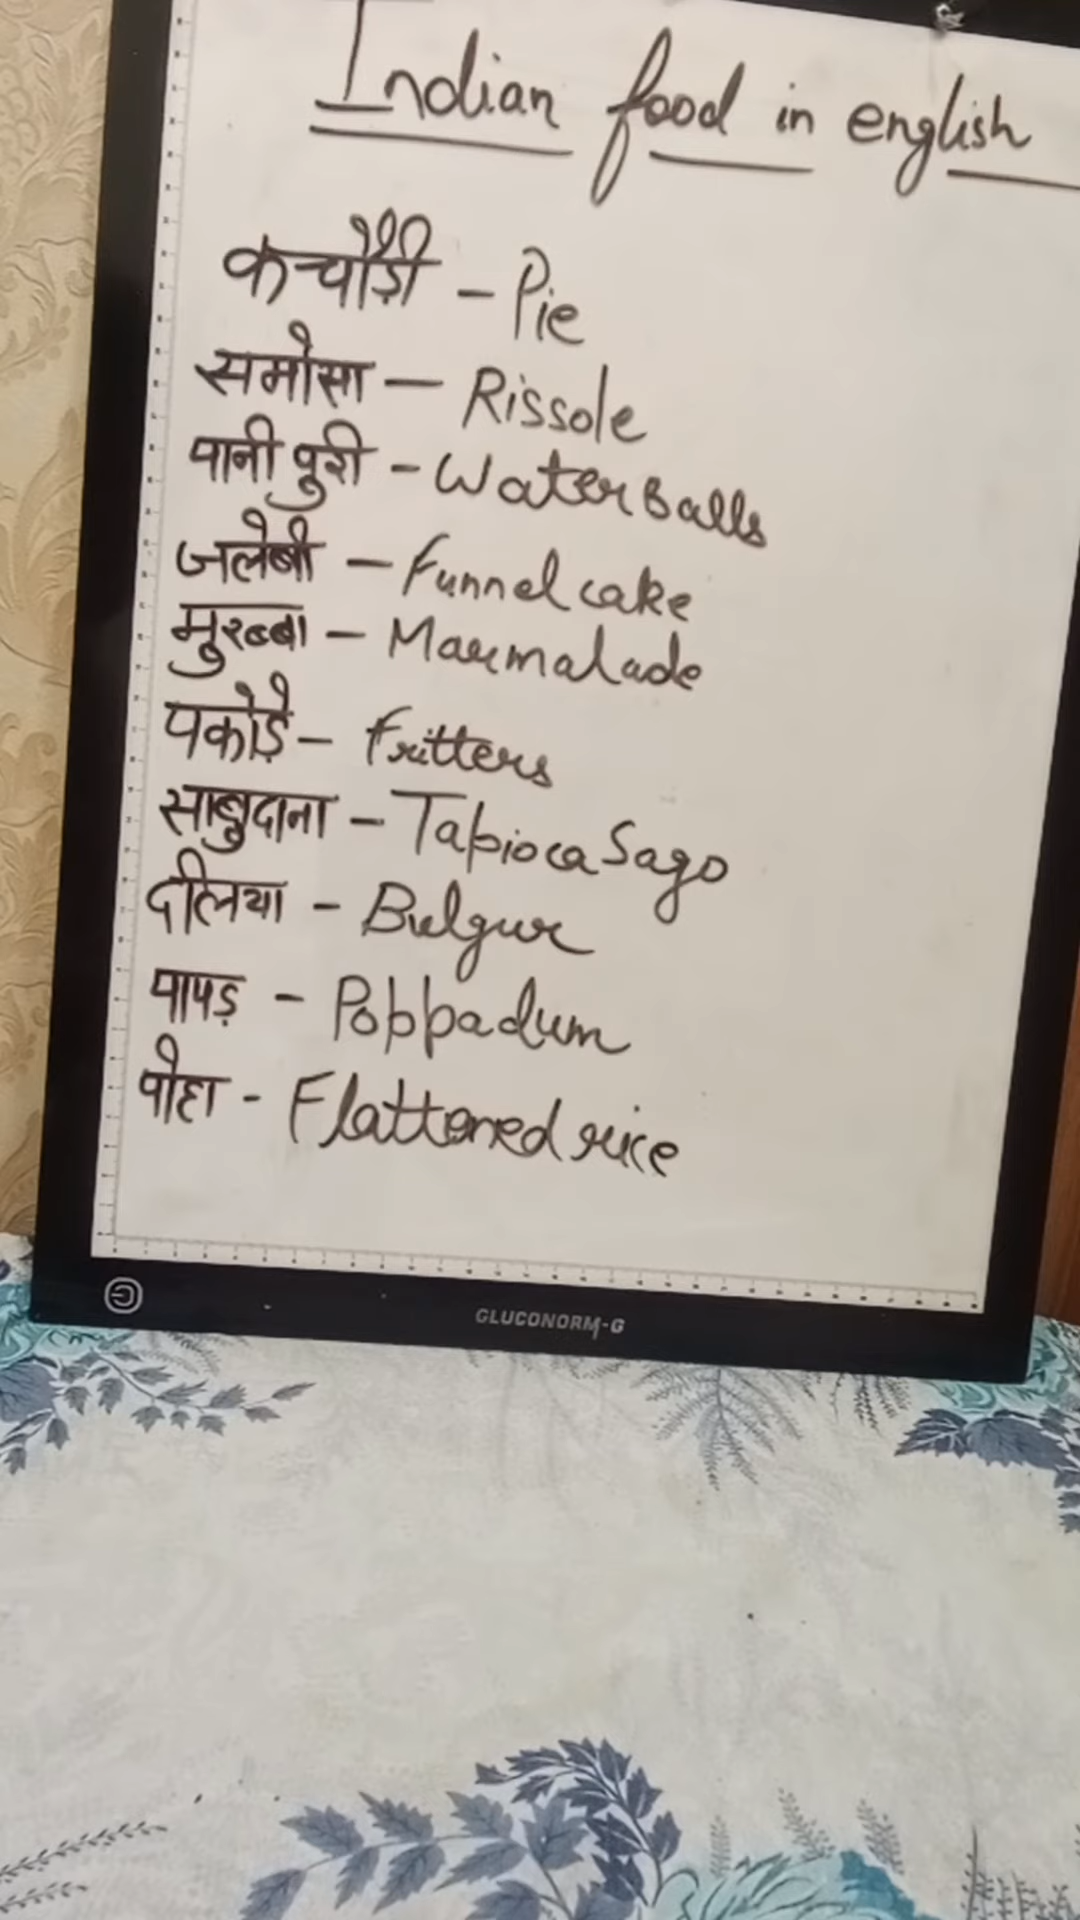 Indian food in english
कचौड़ी - Pie
समोसा - Rissole
पानी पुरी - Water Balls
जलेबी - Funnel cake
मुरब्बा - Marmalade
पकोड़े - Fritters
साबुदाना - Tapioca Sago
दलिया - Bulgur
पापड़ - Poppadum
पोहा - Flattened rice
GLUCONORM-G